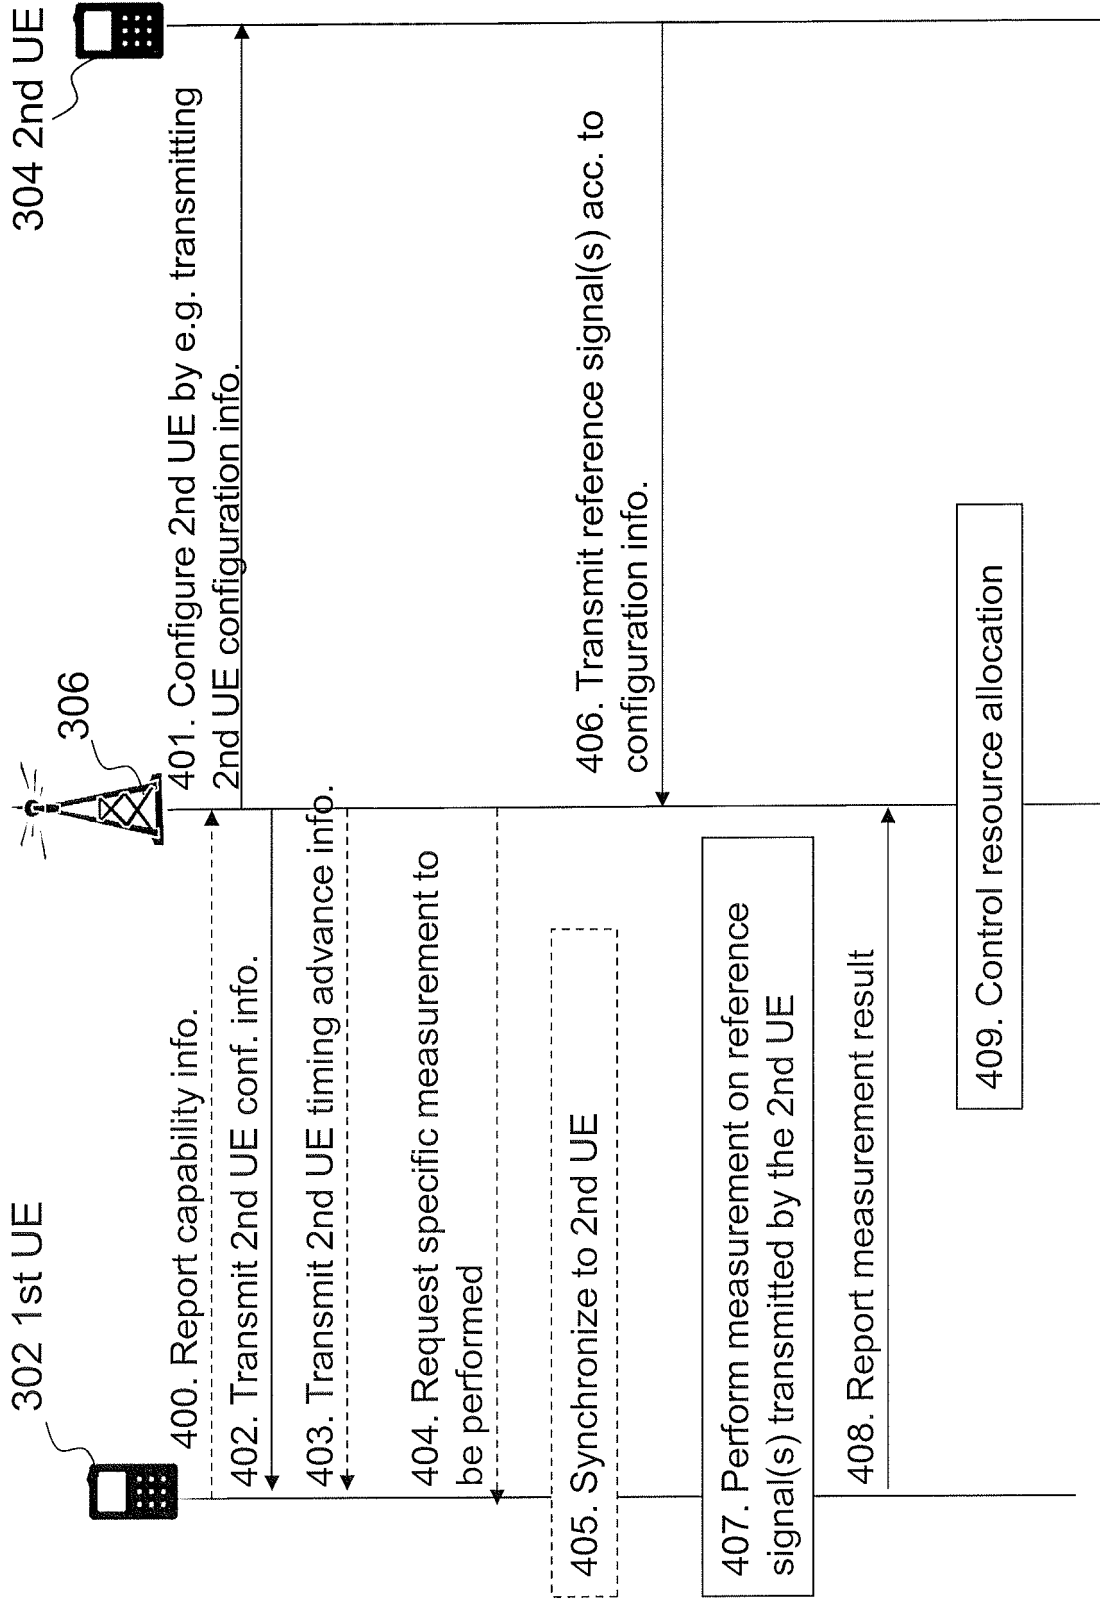 302 1st UE
306
304 2nd UE
400. Report capability info.
401. Configure 2nd UE by e.g. transmitting
2nd UE configuration info.
402. Transmit 2nd UE conf. info.
403. Transmit 2nd UE timing advance info.
404. Request specific measurement to
be performed
405. Synchronize to 2nd UE
406. Transmit reference signal(s) acc. to
configuration info.
407. Perform measurement on reference
signal(s) transmitted by the 2nd UE
408. Report measurement result
409. Control resource allocation